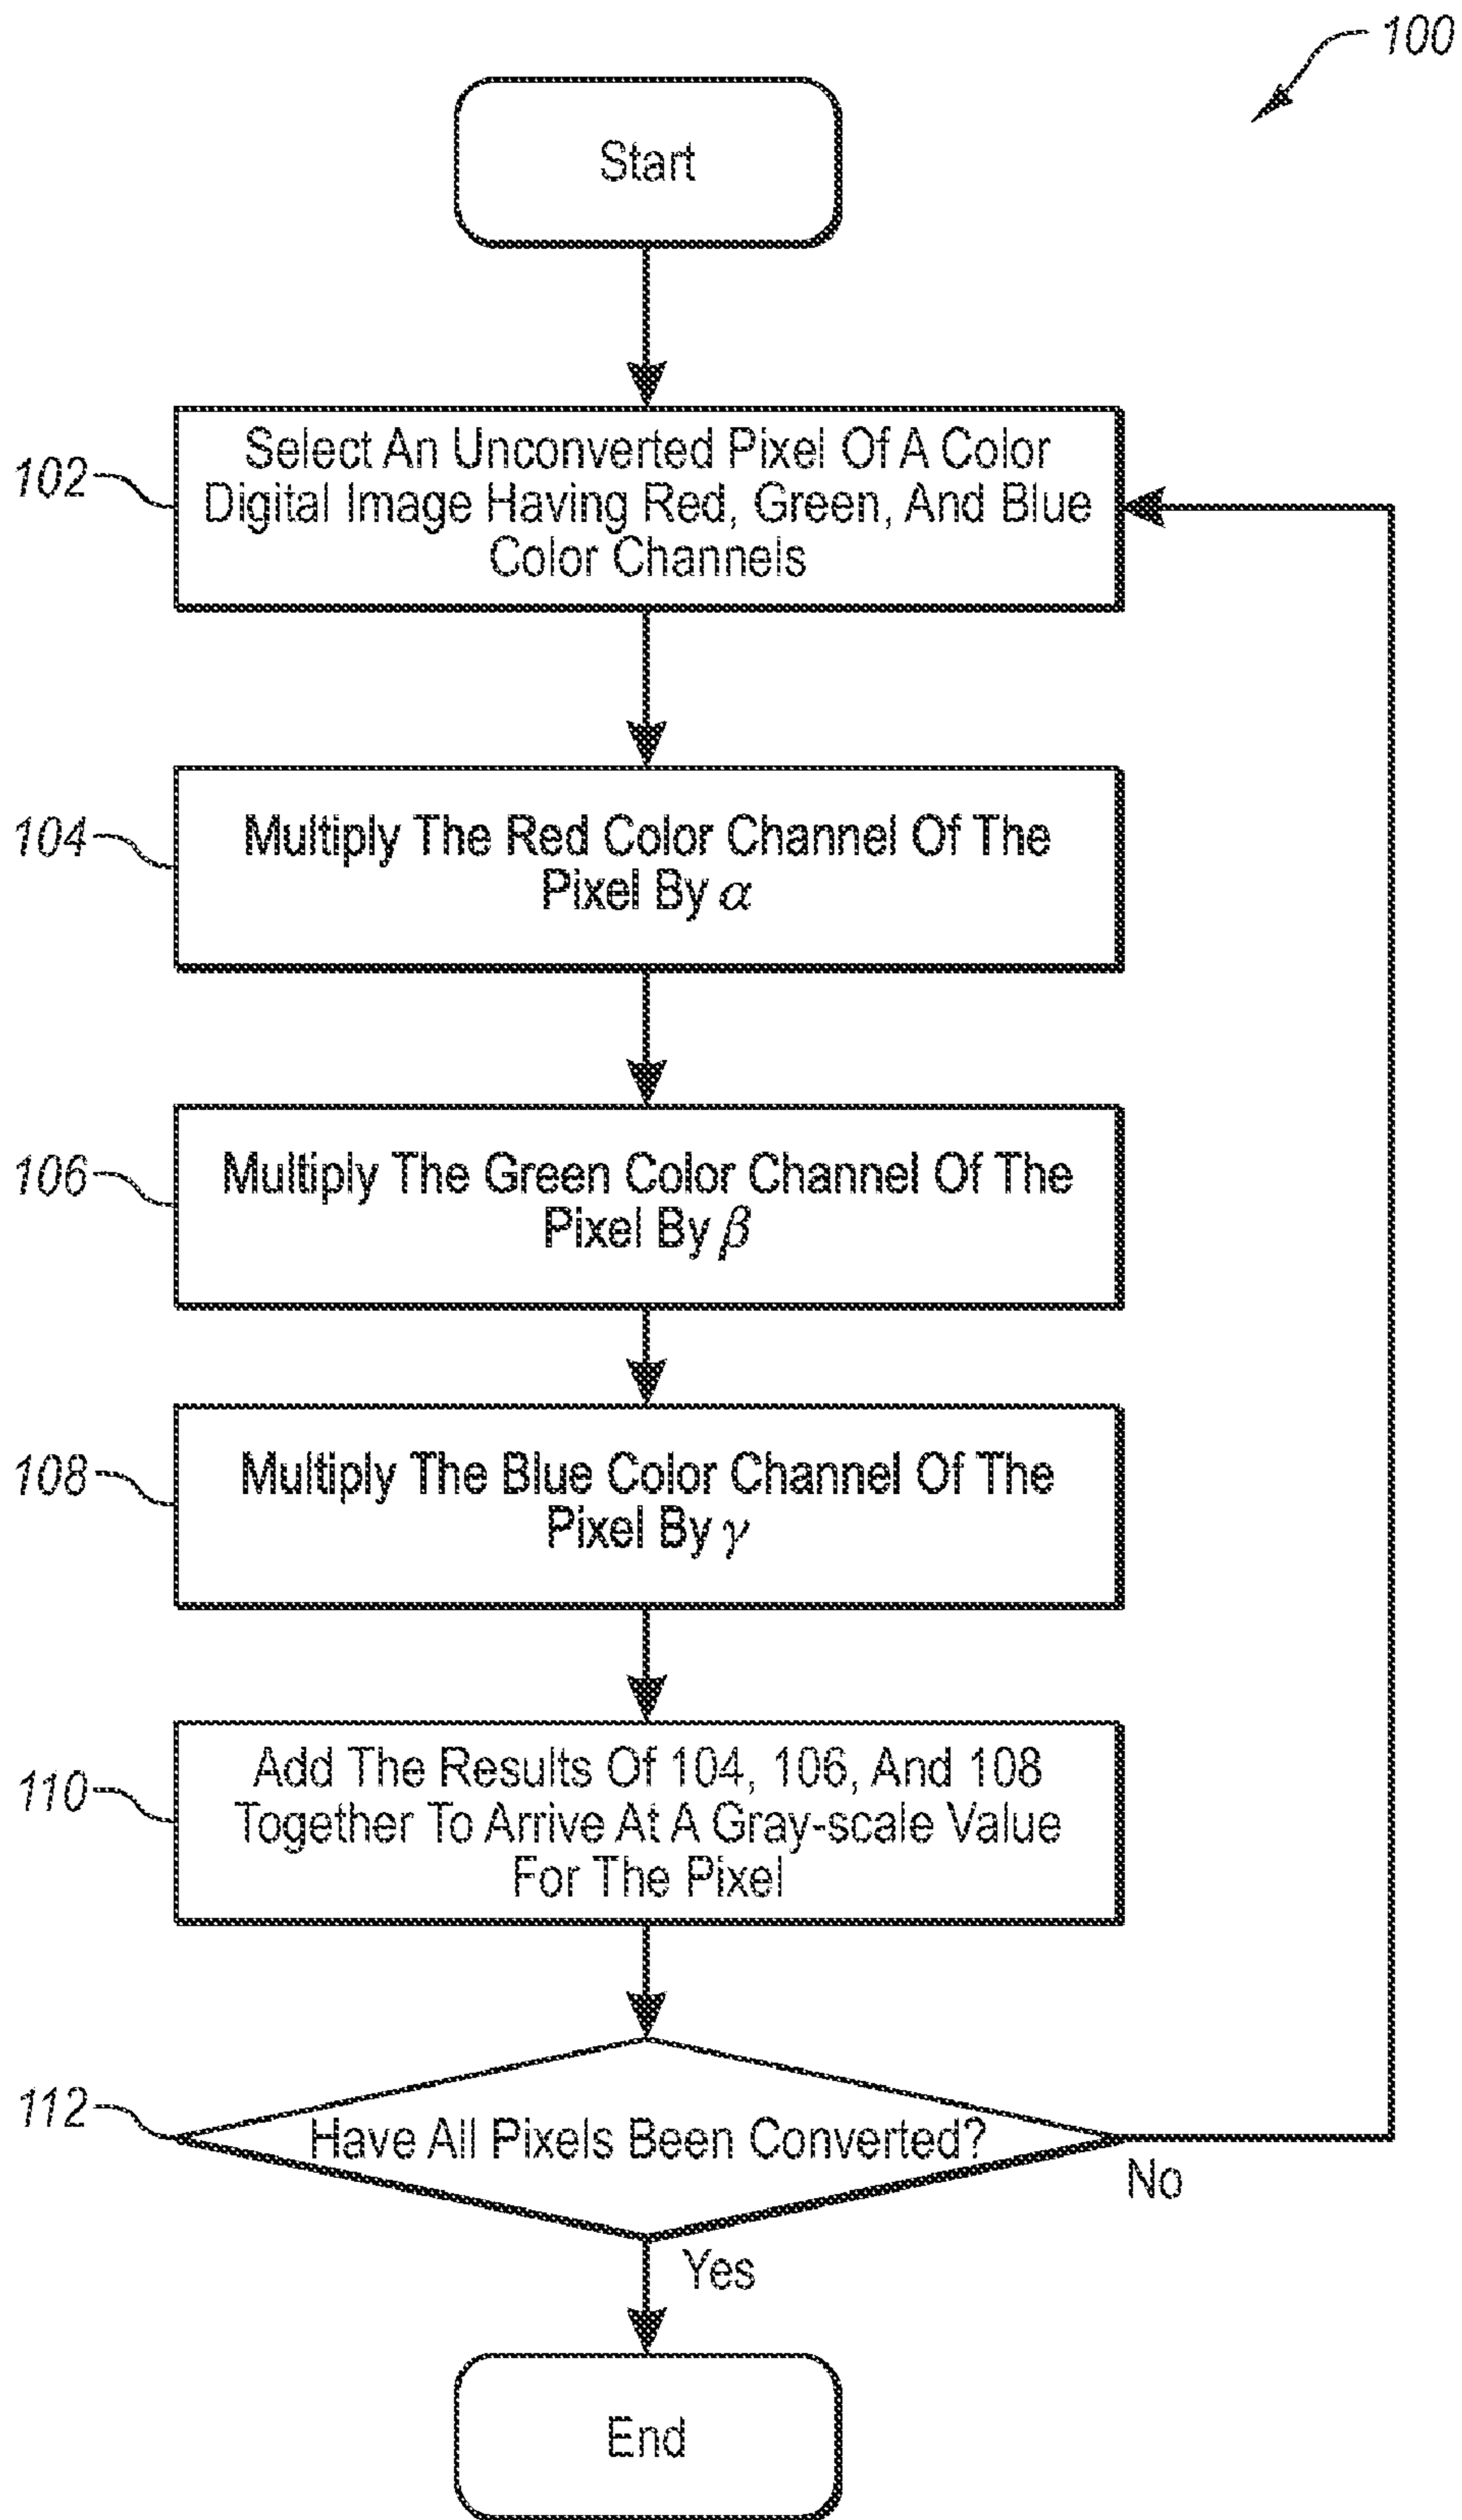 100
Start
102
Select An Unconverted Pixel Of A Color
Digital Image Having Red, Green, And Blue
Color Channels
104
Multiply The Red Color Channel Of The
Pixel By α
106
Multiply The Green Color Channel Of The
Pixel By β
108
Multiply The Blue Color Channel Of The
Pixel By γ
110
Add The Results Of 104, 106, And 108
Together To Arrive At A Gray-scale Value
For The Pixel
112
Have All Pixels Been Converted?
No
Yes
End